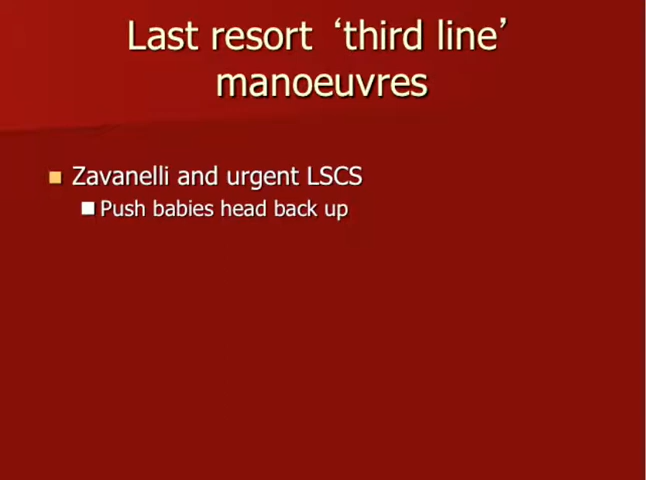 Last resort ‘third line’
manoeuvres
Zavanelli and urgent LSCS
Push babies head back up